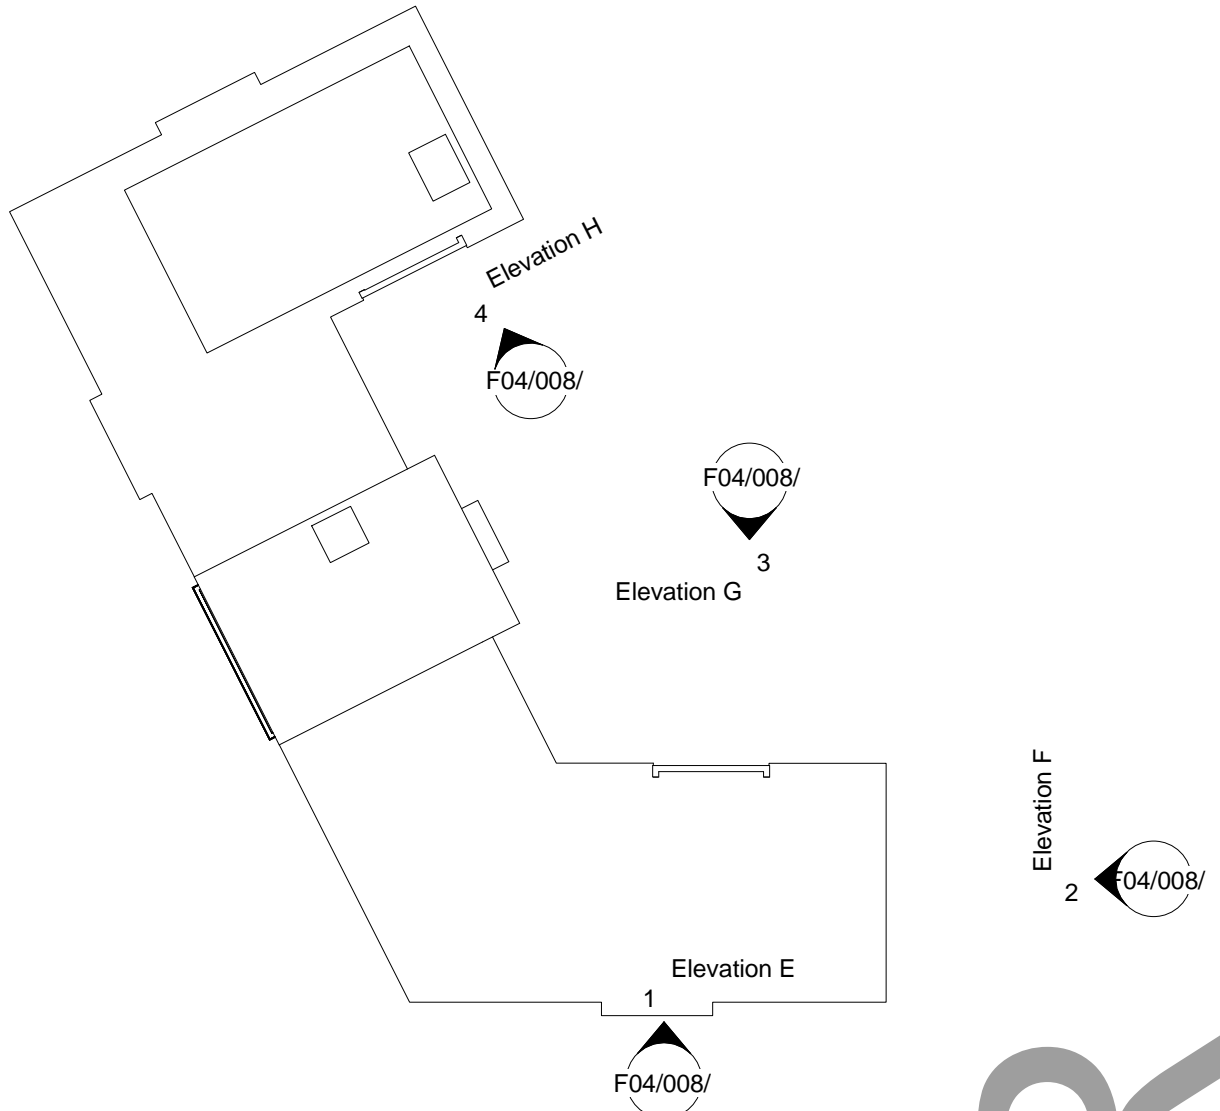 Elevation H
4
F04/008/
F04/008/
3
Elevation G
Elevation F
F04/008/
2
Elevation E
1
F04/008/